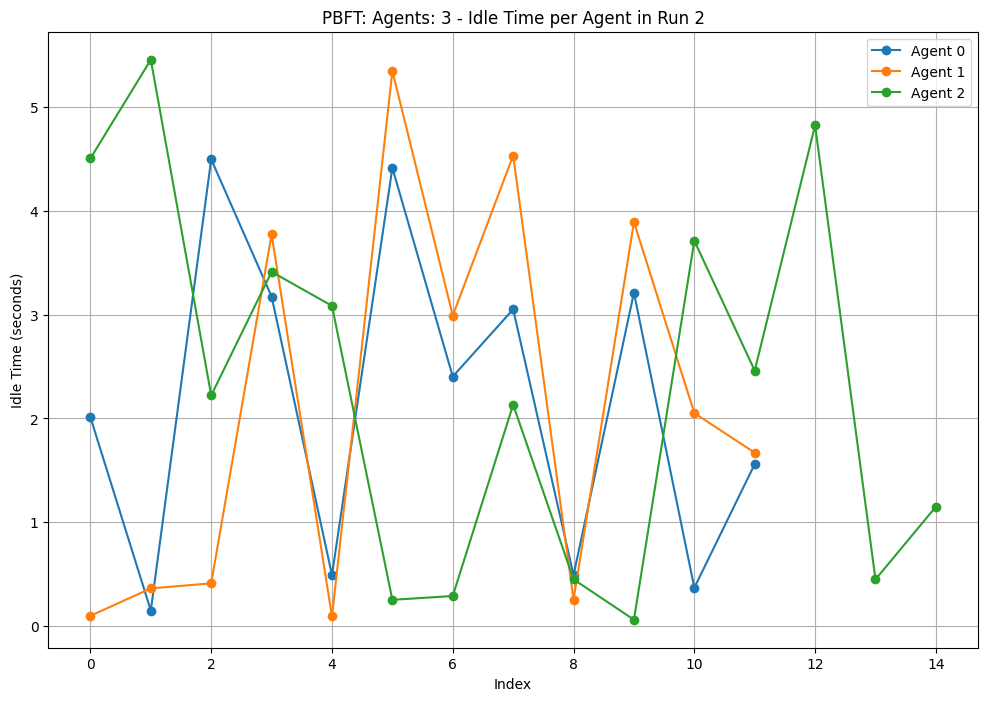 PBFT: Agents: 3 - Idle Time per Agent in Run 2
Agent 0
Agent 1
Agent 2
Idle Time (seconds)
5
4
3
2
1
0
0 2 4 6 8 10 12 14
Index